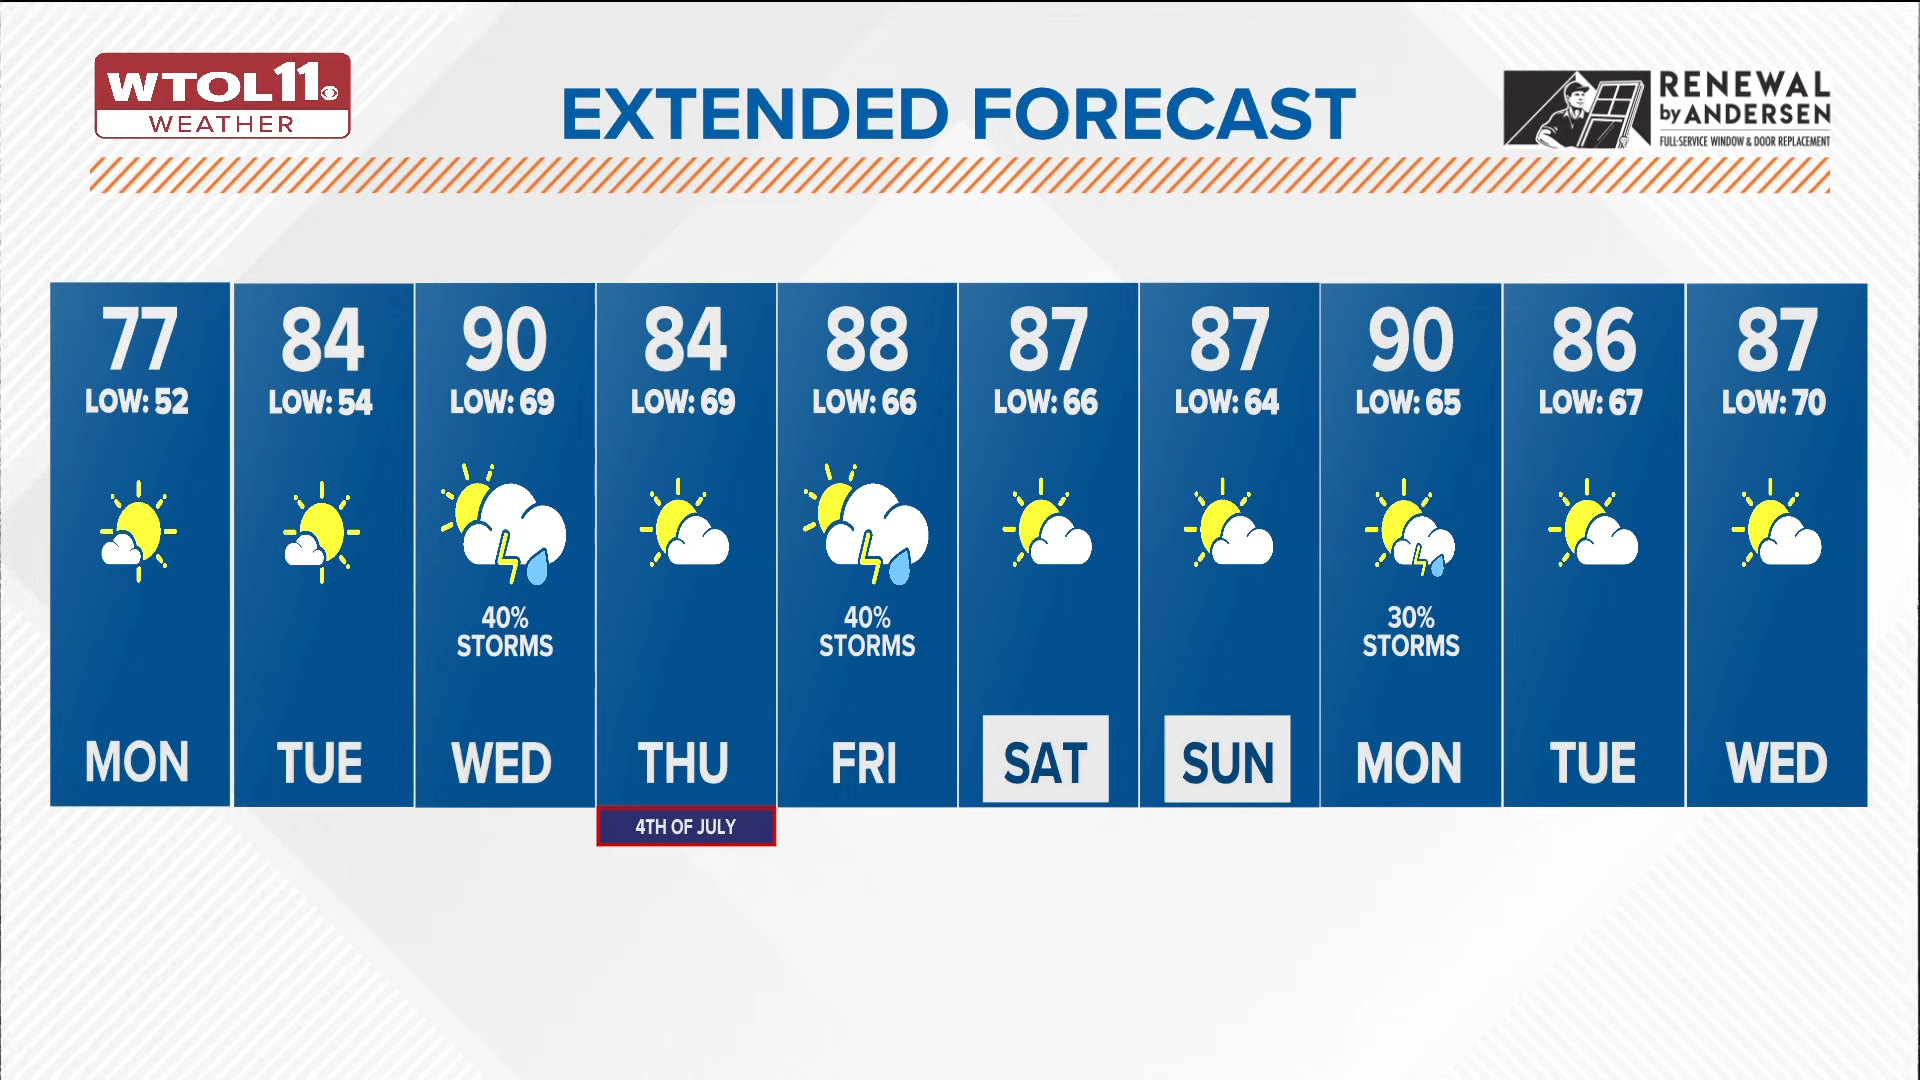 WTOL11
WEATHER
EXTENDED FORECAST
RENEWAL
by ANDERSEN
FULL-SERVICE WINDOW & DOOR REPLACEMENT
77
LOW: 52
MON
84
LOW: 54
TUE
90
LOW: 69
40%
STORMS
WED
84
LOW: 69
THU
4TH OF JULY
88
LOW: 66
40%
STORMS
FRI
87
LOW: 66
SAT
87
LOW: 64
SUN
90
LOW: 65
30%
STORMS
MON
86
LOW: 67
TUE
87
LOW: 70
WED